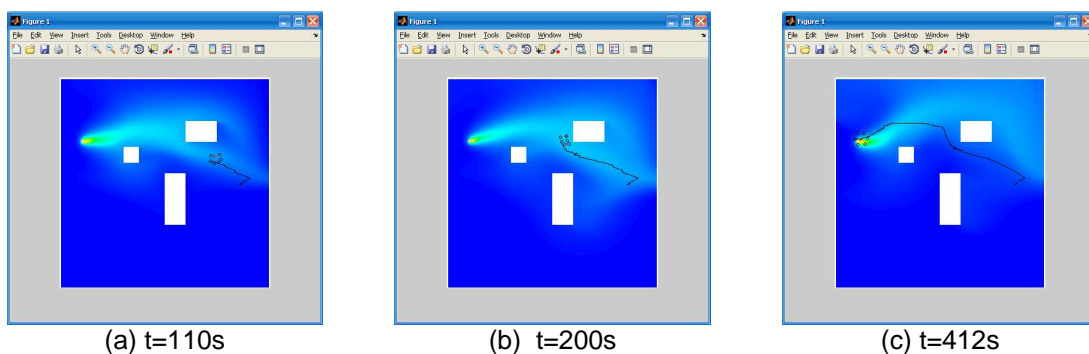 Figure 1
File Edit View Insert Tools Desktop Window Help
(a) t=110s
Figure 1
File Edit View Insert Tools Desktop Window Help
(b) t=200s
Figure 1
File Edit View Insert Tools Desktop Window Help
(c) t=412s